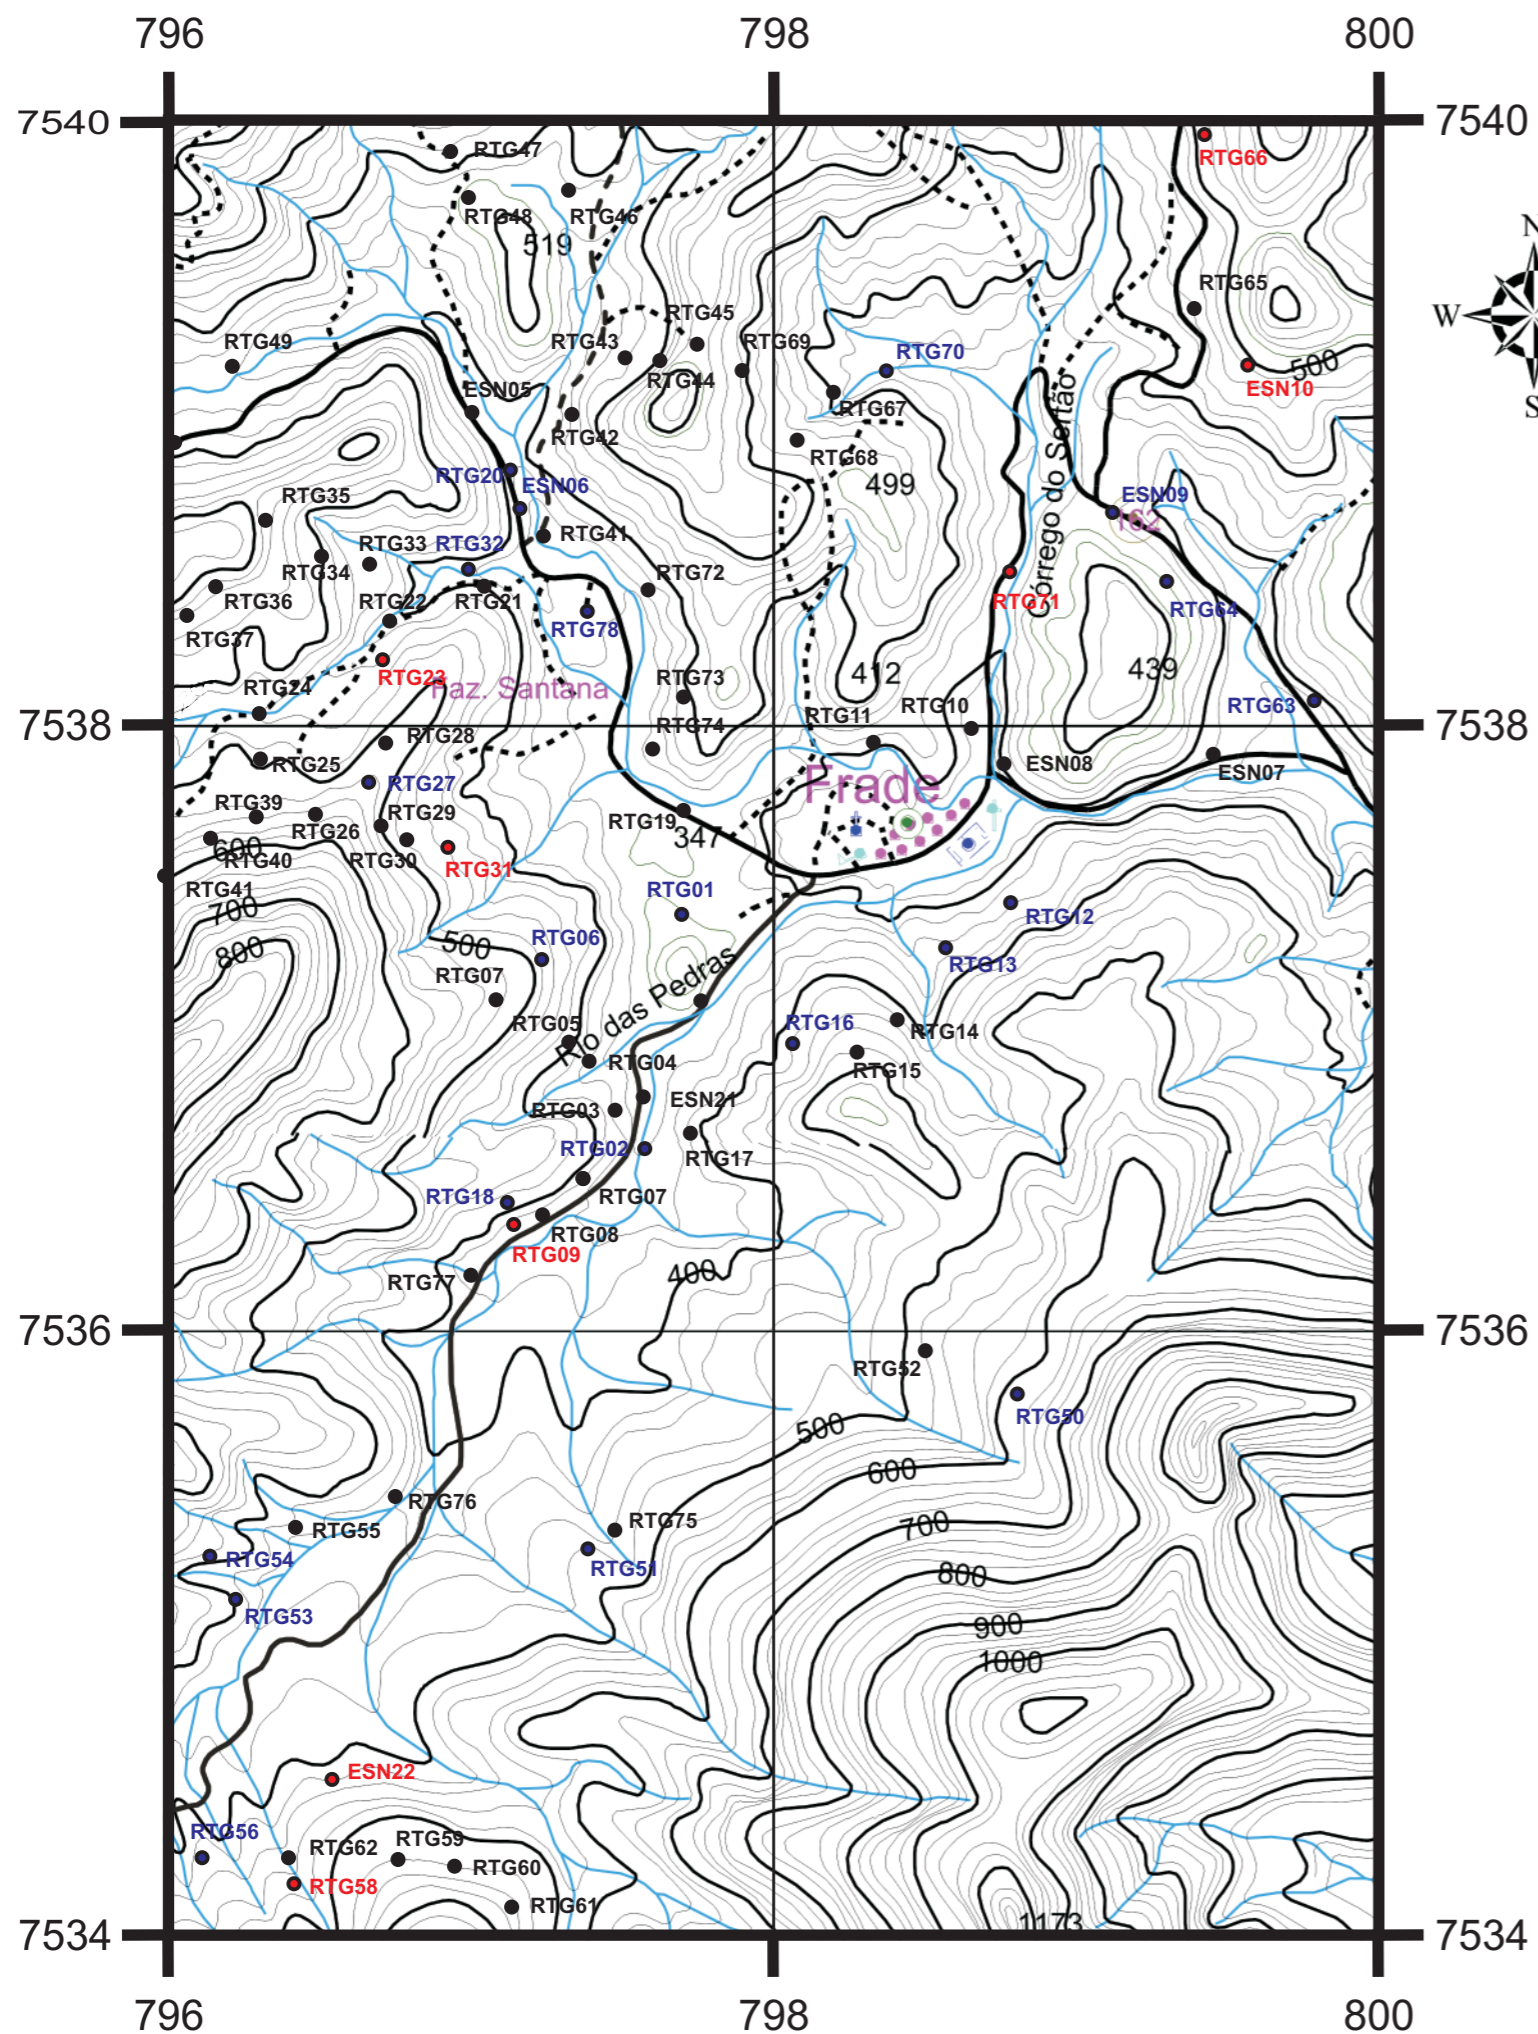 796 798 800
7540 7540
RTG47
RTG66
RTG48 RTG46
N
519
RTG65
RTG45
W
RTG49 RTG43 RTG69
RTG70
500
RTG44
ESN05 ESN10
S
RTG67
RTG42
RTG68
RTG20
499
ESN06
RTG35 ESN09
162
Córrego do Sertão
RTG41
RTG33 RTG32
RTG34 RTG72
RTG36 RTG22 RTG21 RTG71
RTG64
RTG78
RTG37
439
412
RTG23 RTG73
RTG24 Faz. Santana
RTG10 RTG63
RTG11
7538 RTG74 7538
RTG28
RTG25 ESN08 ESN07
RTG27 Frade
RTG39
RTG29 RTG19
RTG26 347
600
RTG40 RTG30
RTG31
RTG41 RTG01
700
RTG12
RTG06
500
800
RTG13
RTG07
Rio das Pedras
RTG05 RTG16
RTG14
RTG04
RTG15
ESN21
RTG03
RTG02
RTG17
RTG18 RTG07
RTG08
RTG09
400
RTG77
7536 7536
RTG52
RTG50
500
600
RTG76
RTG75
700
RTG55
RTG54
RTG51
800
RTG53
900
1000
ESN22
RTG56
RTG62 RTG59
RTG60
RTG58
RTG61
1173
7534 7534
796 798 800